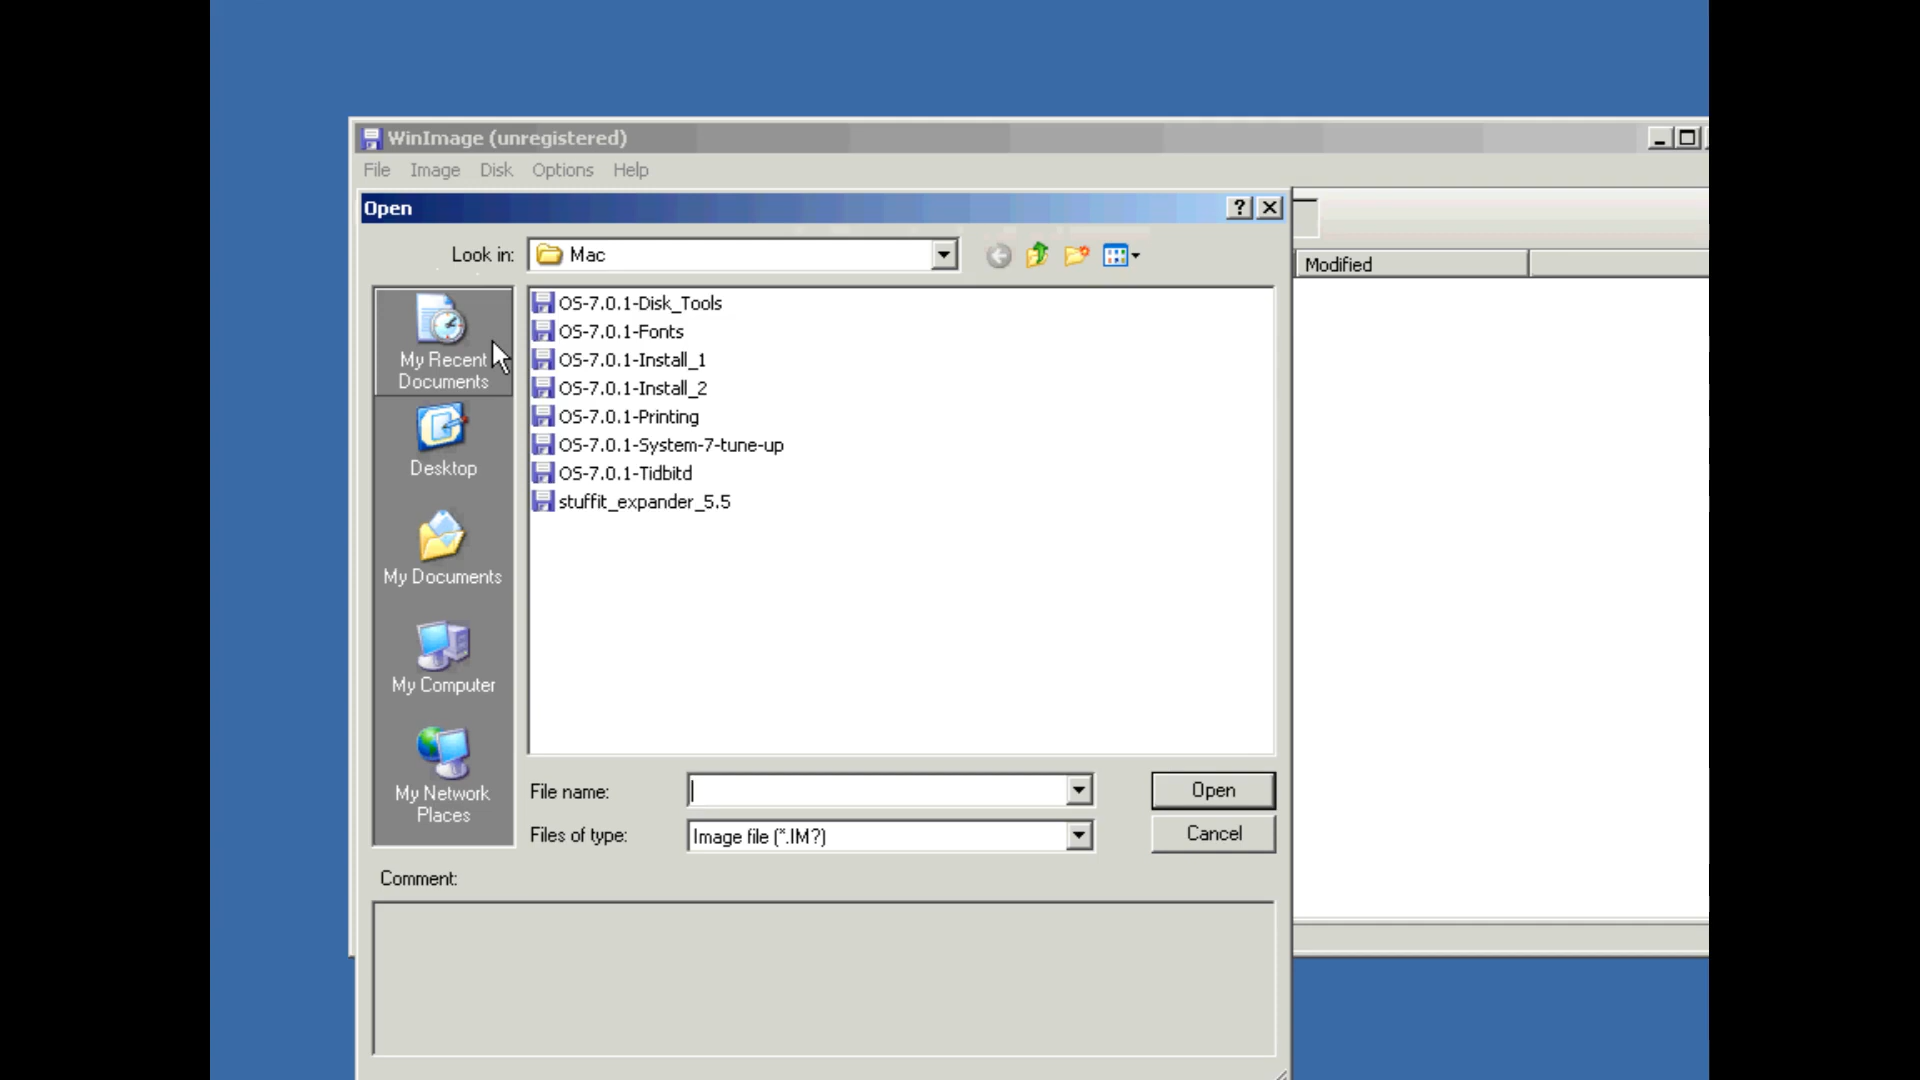 WinImage (unregistered)
File Image Disk Options Help
Open
Look in: Mac
Modified
My Recent
Documents
Desktop
My Documents
My Computer
My Network
Places
OS-7.0.1-Disk_Tools
OS-7.0.1-Fonts
OS-7.0.1-Install_1
OS-7.0.1-Install_2
OS-7.0.1-Printing
OS-7.0.1-System-7-tune-up
OS-7.0.1-Tidbitd
stuffit_expander_5.5
File name:
Open
Files of type: Image file (*.IM?)
Cancel
Comment: